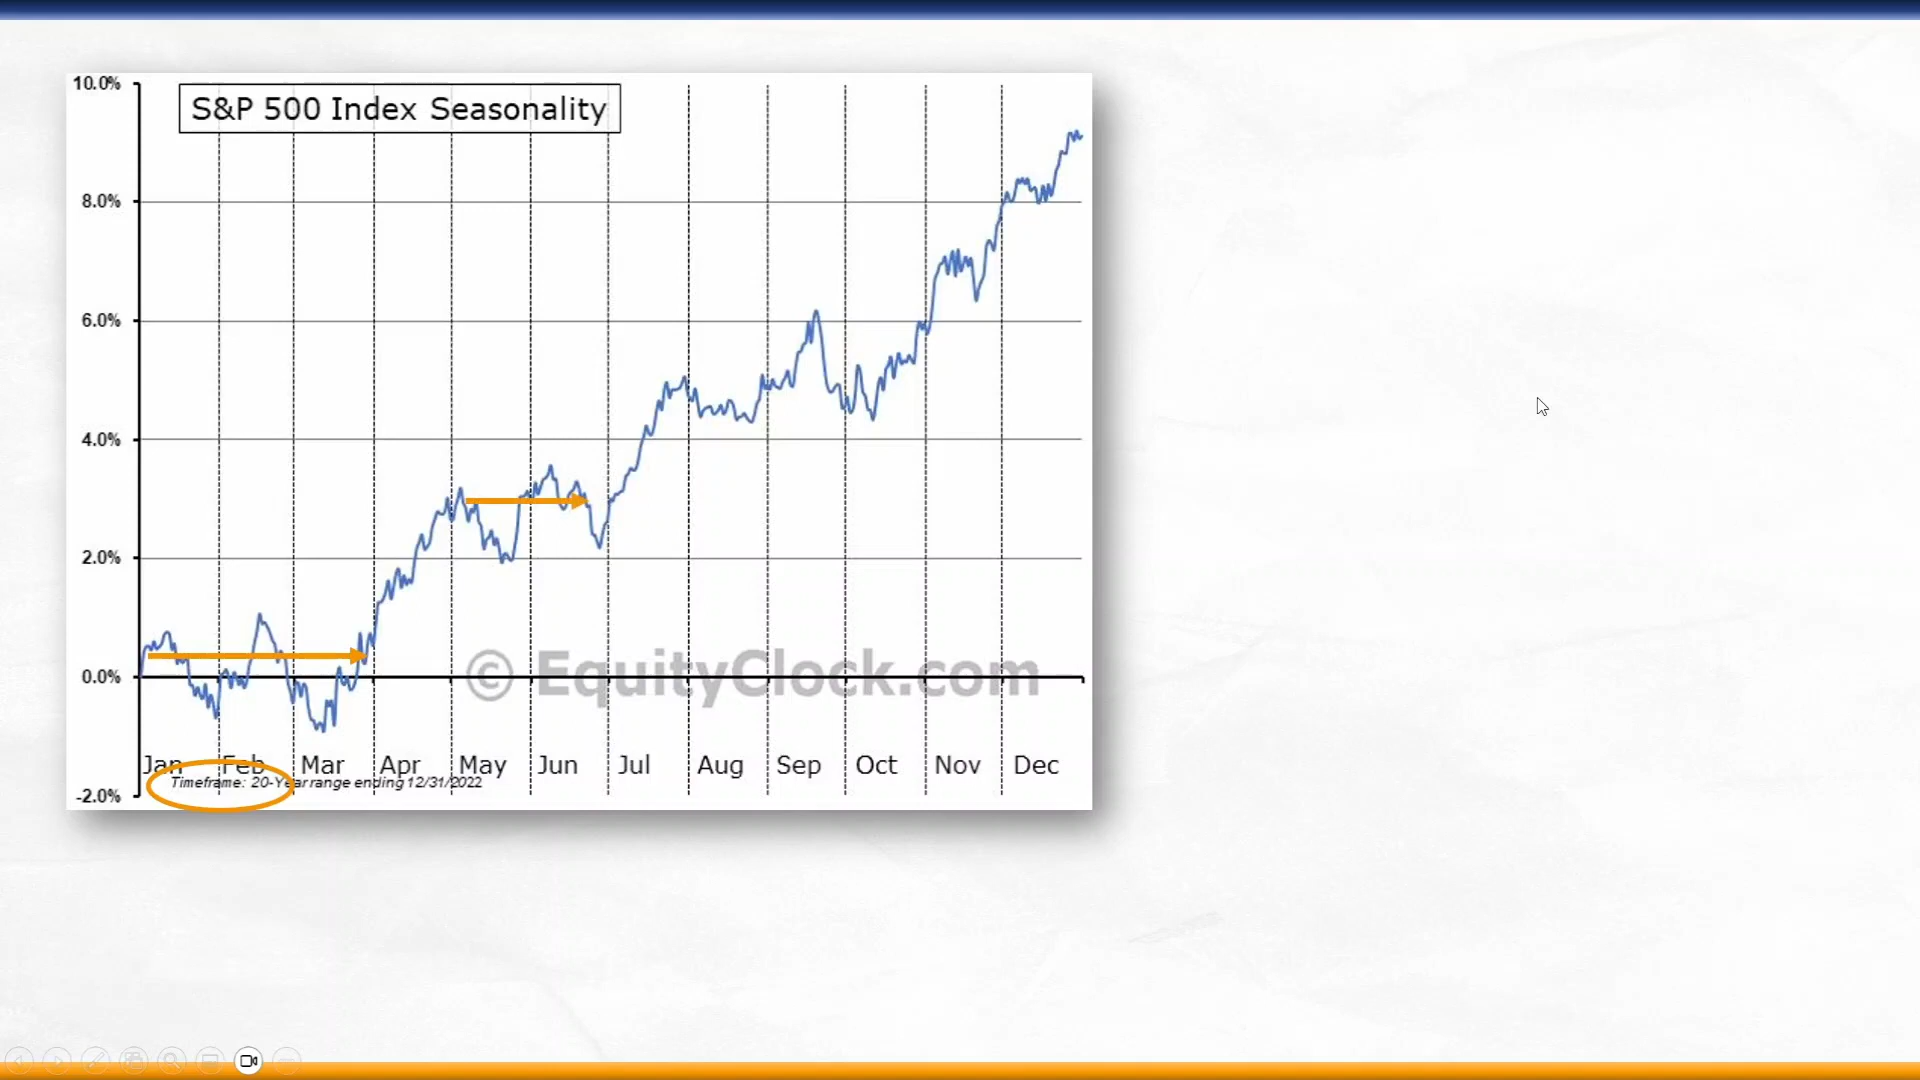 S&P 500 Index Seasonality
10.0%
8.0%
6.0%
4.0%
2.0%
0.0%
-2.0%
© EquityClock.com
Jan Feb Mar Apr May Jun Jul Aug Sep Oct Nov Dec
Timeframe: 20-Year range ending 12/31/2022